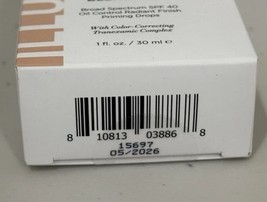 ILLU
Broad Spectrum SPF 40
Oil Control Radiant Finish
Priming Drops
With Color-Correcting
Tranexamic Complex
1 fl. oz. / 30 ml ℮
8 10813 03886 8
15697
05/2026